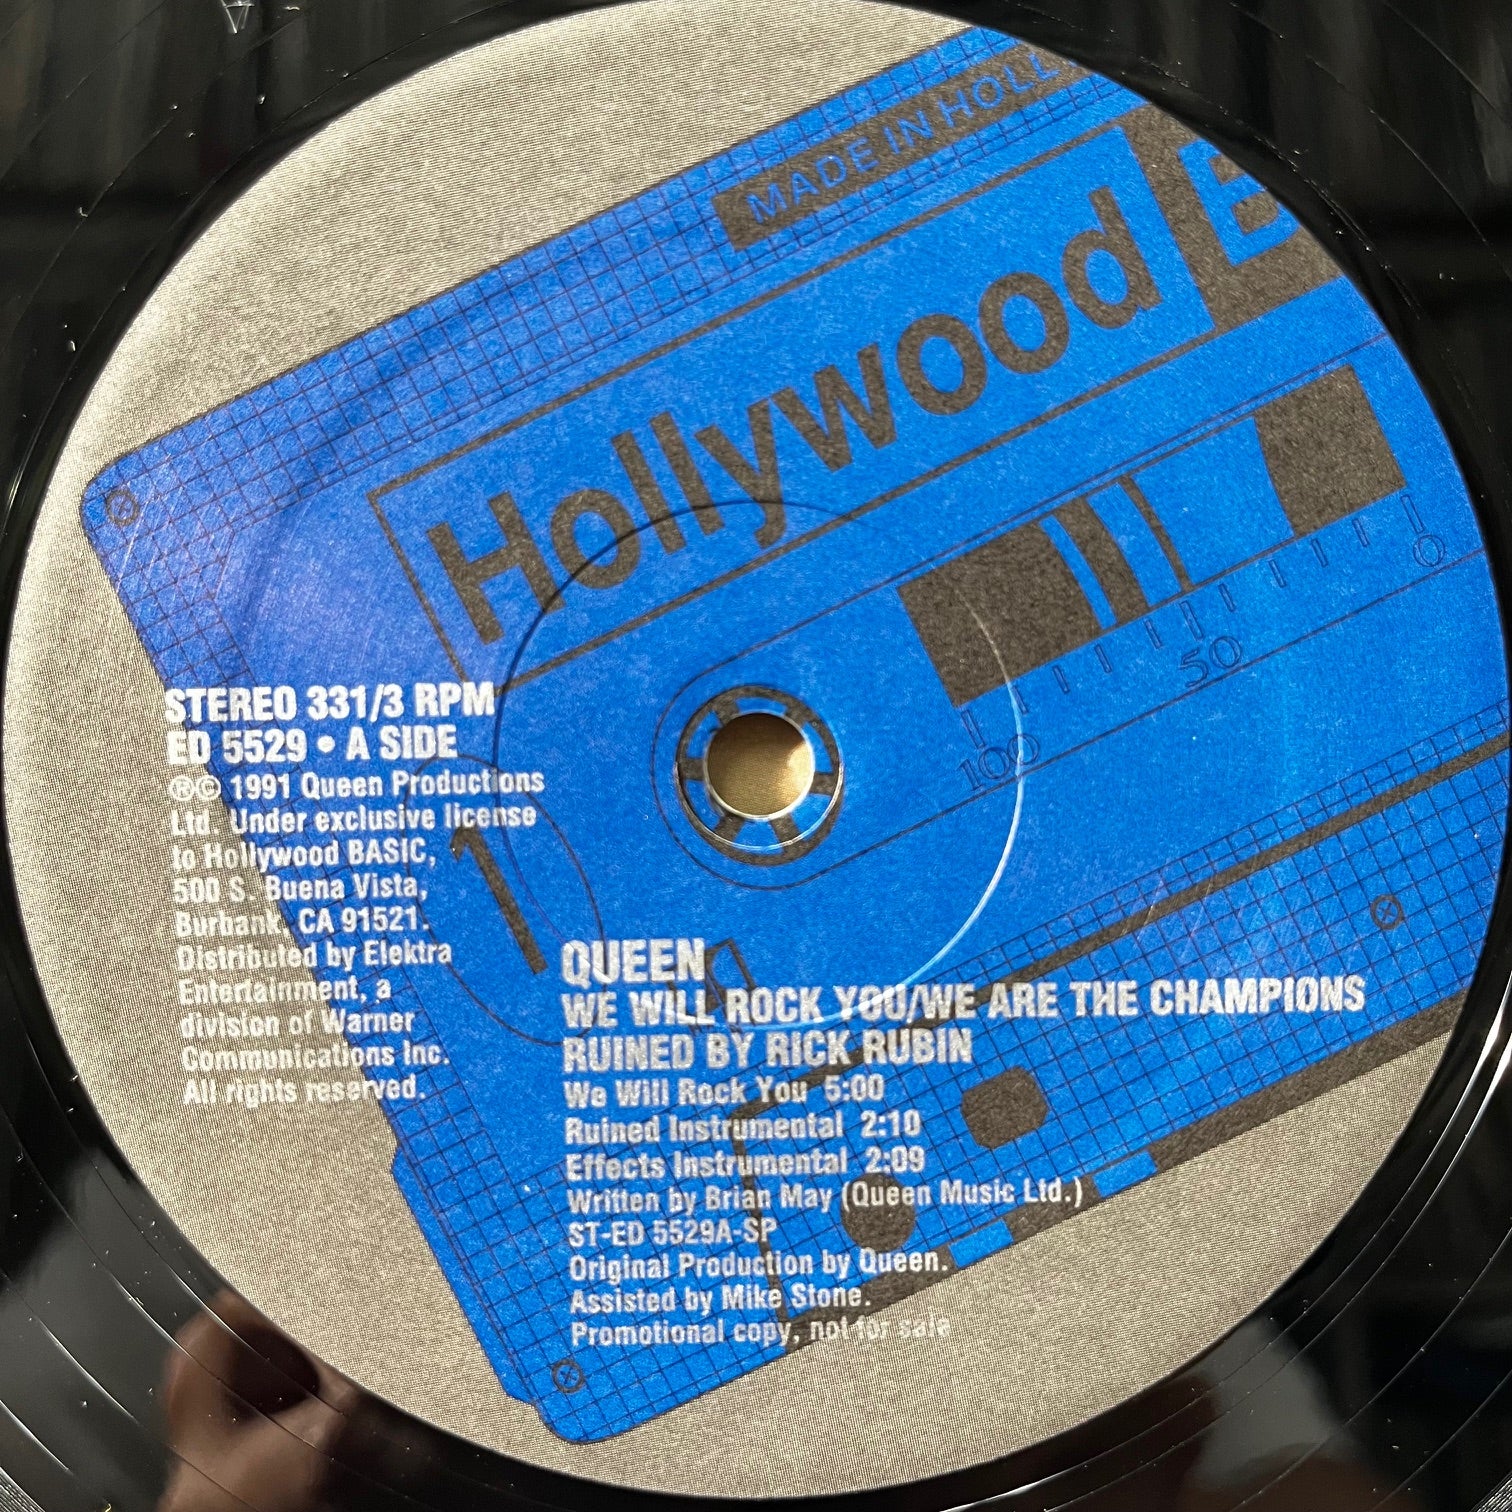 MADE IN HOLL
Hollywood B
0
50
100
1
STEREO 331/3 RPM
ED 5529 • A SIDE
®© 1991 Queen Productions
Ltd. Under exclusive license
to Hollywood BASIC,
500 S. Buena Vista,
Burbank, CA 91521.
Distributed by Elektra
Entertainment, a
division of Warner
Communications Inc.
All rights reserved.
QUEEN
WE WILL ROCK YOU/WE ARE THE CHAMPIONS
RUINED BY RICK RUBIN
We Will Rock You 5:00
Ruined Instrumental 2:10
Effects Instrumental 2:09
Written by Brian May (Queen Music Ltd.)
ST-ED 5529A-SP
Original Production by Queen.
Assisted by Mike Stone.
Promotional copy, not for sale